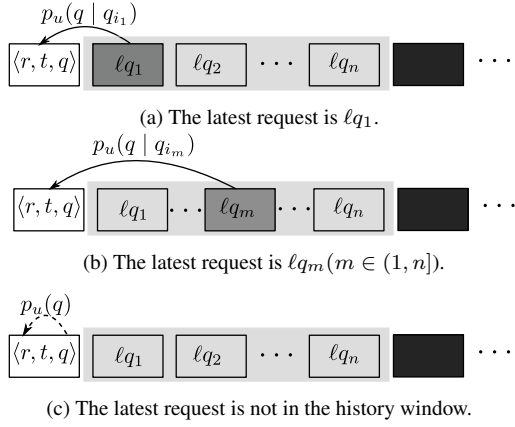 p_u(q | q_{i_1})
⟨r, t, q⟩ ℓq_1 ℓq_2 · · · ℓq_n · · ·
(a) The latest request is ℓq_1.
p_u(q | q_{i_m})
⟨r, t, q⟩ ℓq_1 · · · ℓq_m · · · ℓq_n · · ·
(b) The latest request is ℓq_m(m ∈ (1, n]).
p_u(q)
⟨r, t, q⟩ ℓq_1 ℓq_2 · · · ℓq_n · · ·
(c) The latest request is not in the history window.